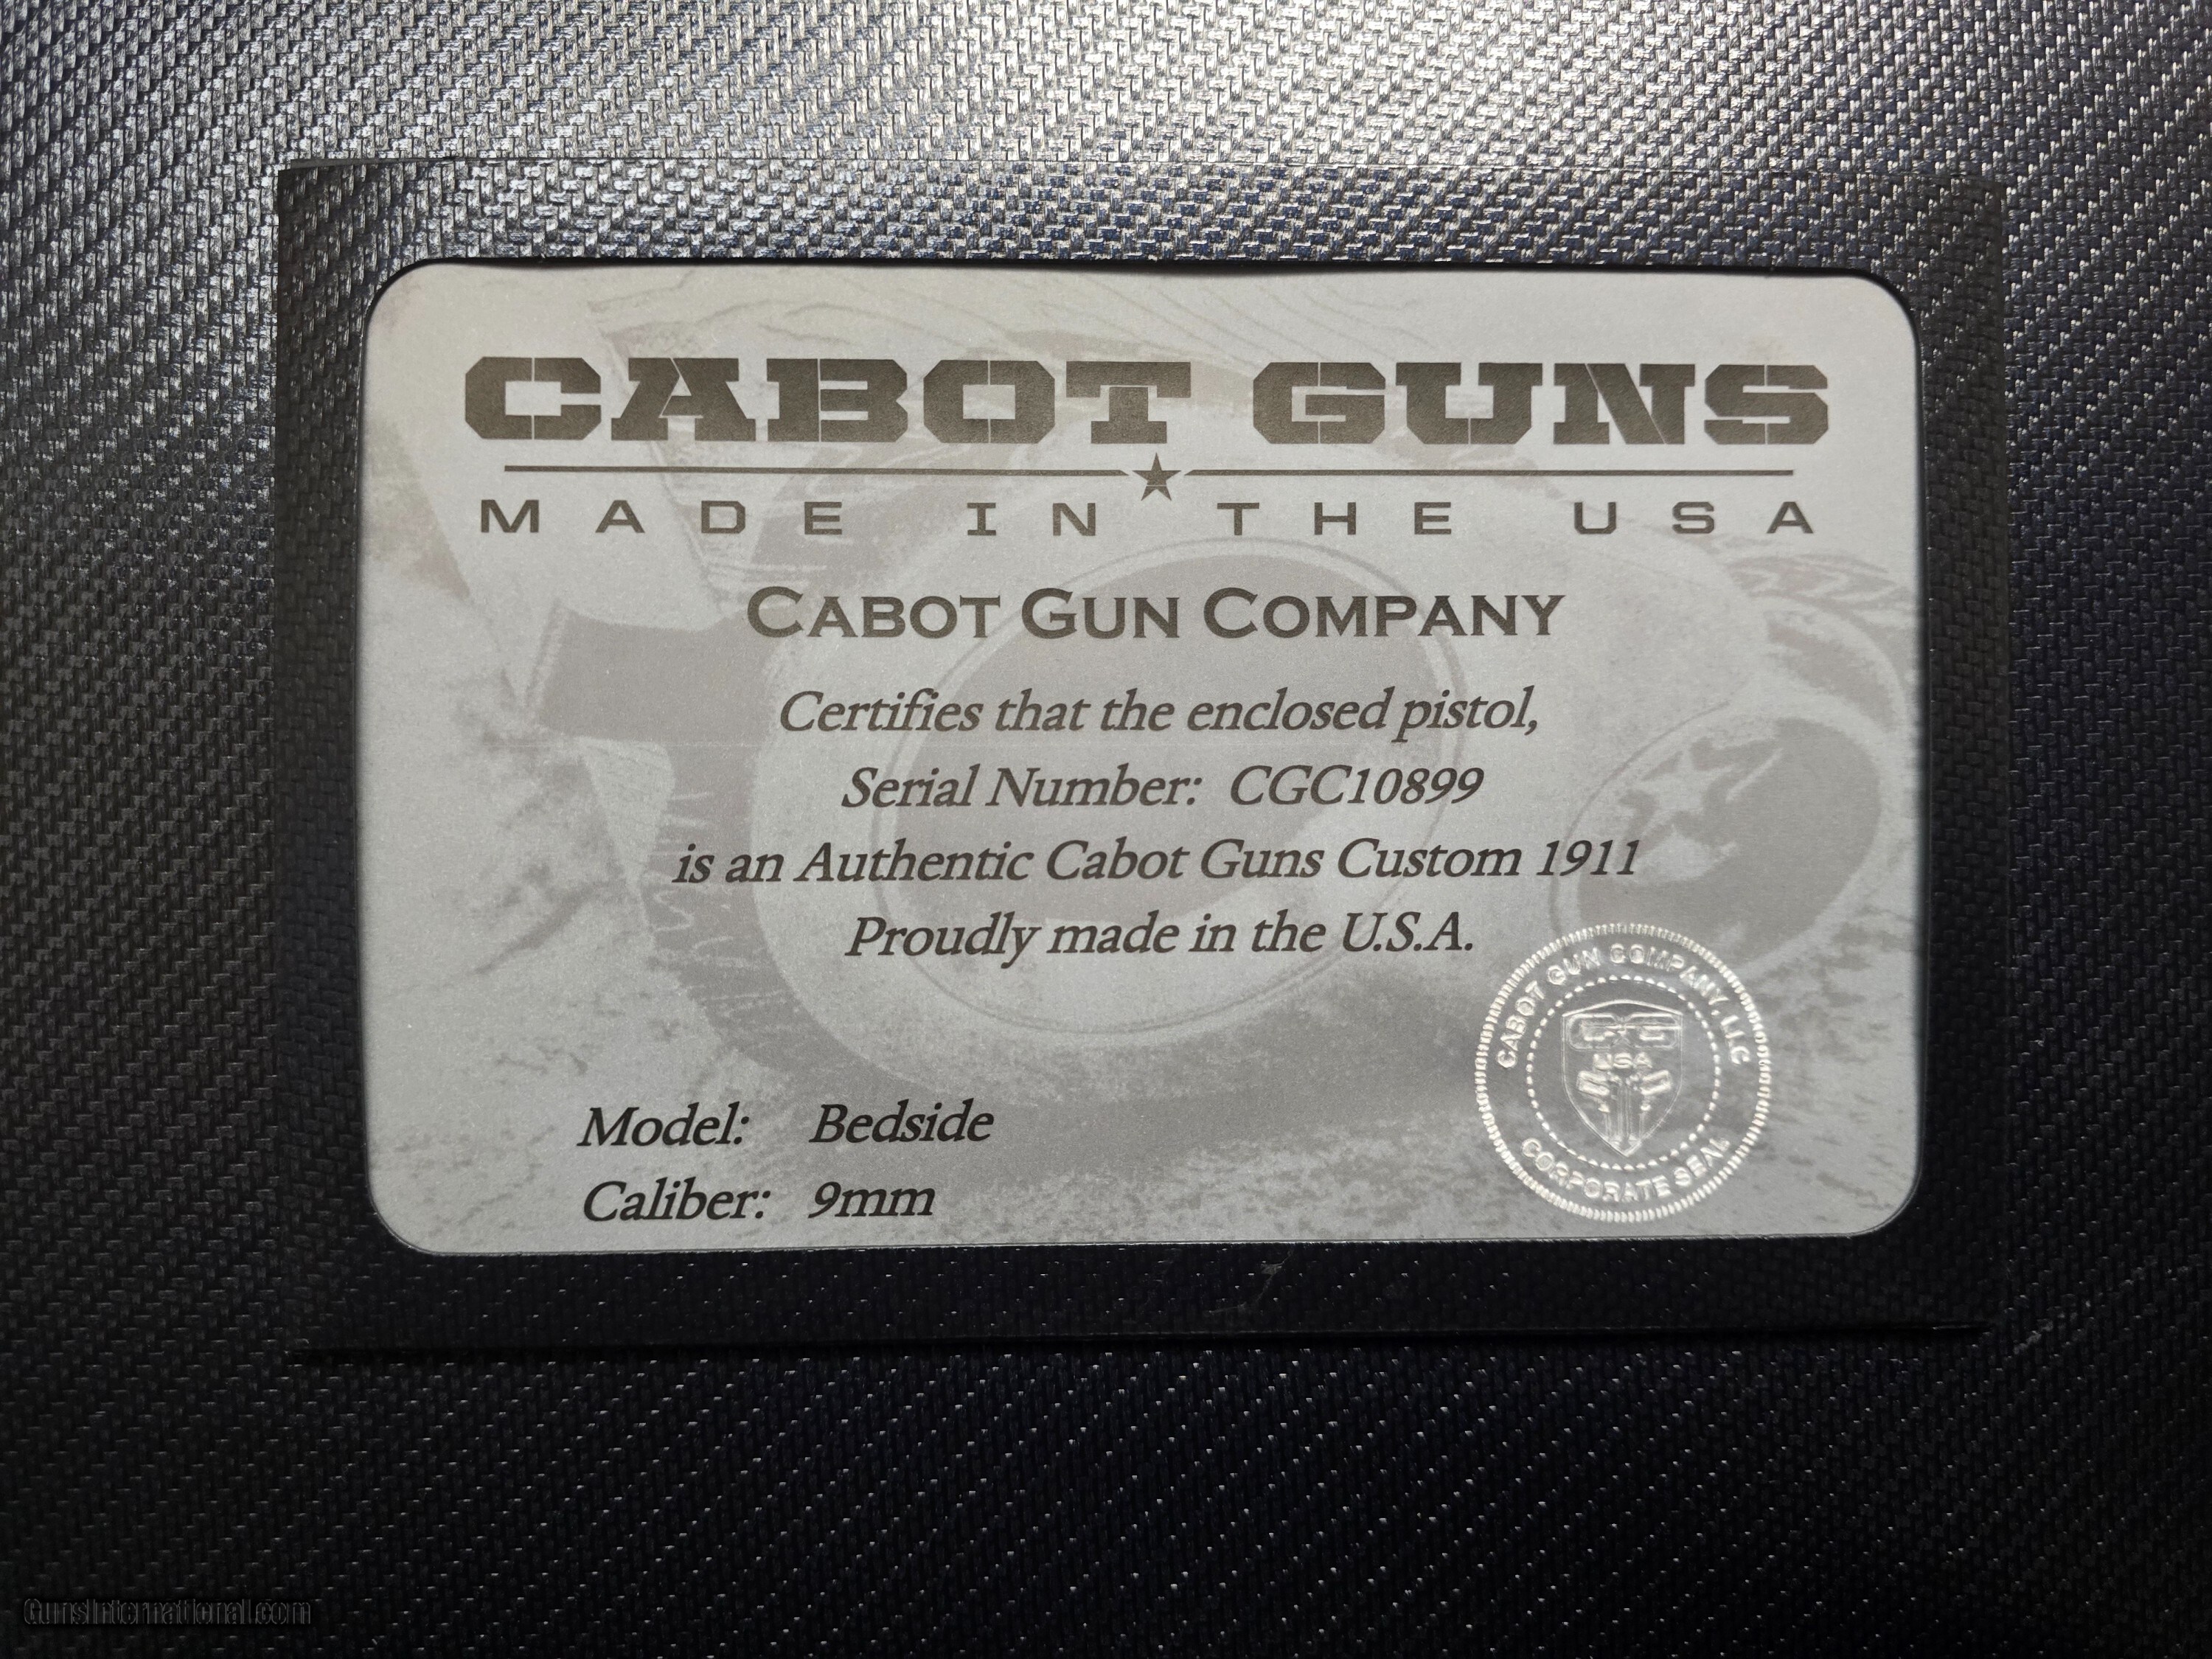 CABOT GUNS
MADE IN THE USA
CABOT GUN COMPANY
Certifies that the enclosed pistol,
Serial Number: CGC10899
is an Authentic Cabot Guns Custom 1911
Proudly made in the U.S.A.
CABOT GUN COMPANY, LLC
CGC
USA
CORPORATE SEAL
Model: Bedside
Caliber: 9mm
GunsInternational.com